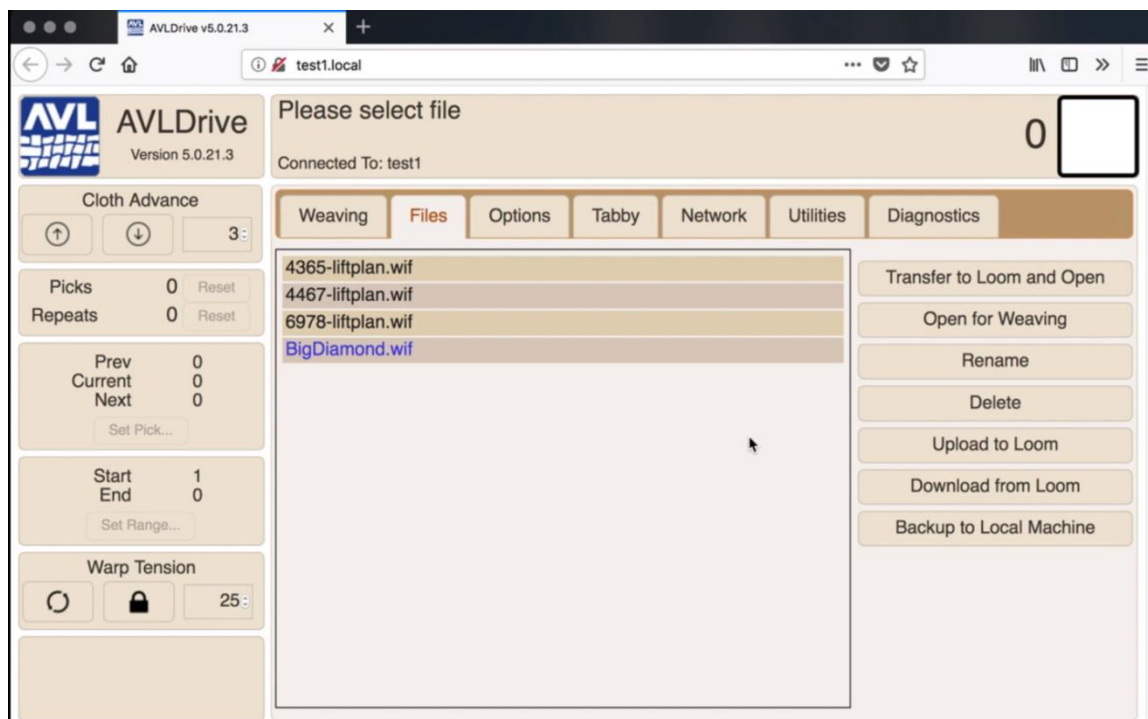 AVLDrive v5.0.21.3
test1.local
AVL
AVLDrive
Version 5.0.21.3
Please select file
Connected To: test1
0
Cloth Advance
3
Picks 0 Reset
Repeats 0 Reset
Prev 0
Current 0
Next 0
Set Pick...
Start 1
End 0
Set Range...
Warp Tension
25
Weaving Files Options Tabby Network Utilities Diagnostics
4365-liftplan.wif
4467-liftplan.wif
6978-liftplan.wif
BigDiamond.wif
Transfer to Loom and Open
Open for Weaving
Rename
Delete
Upload to Loom
Download from Loom
Backup to Local Machine